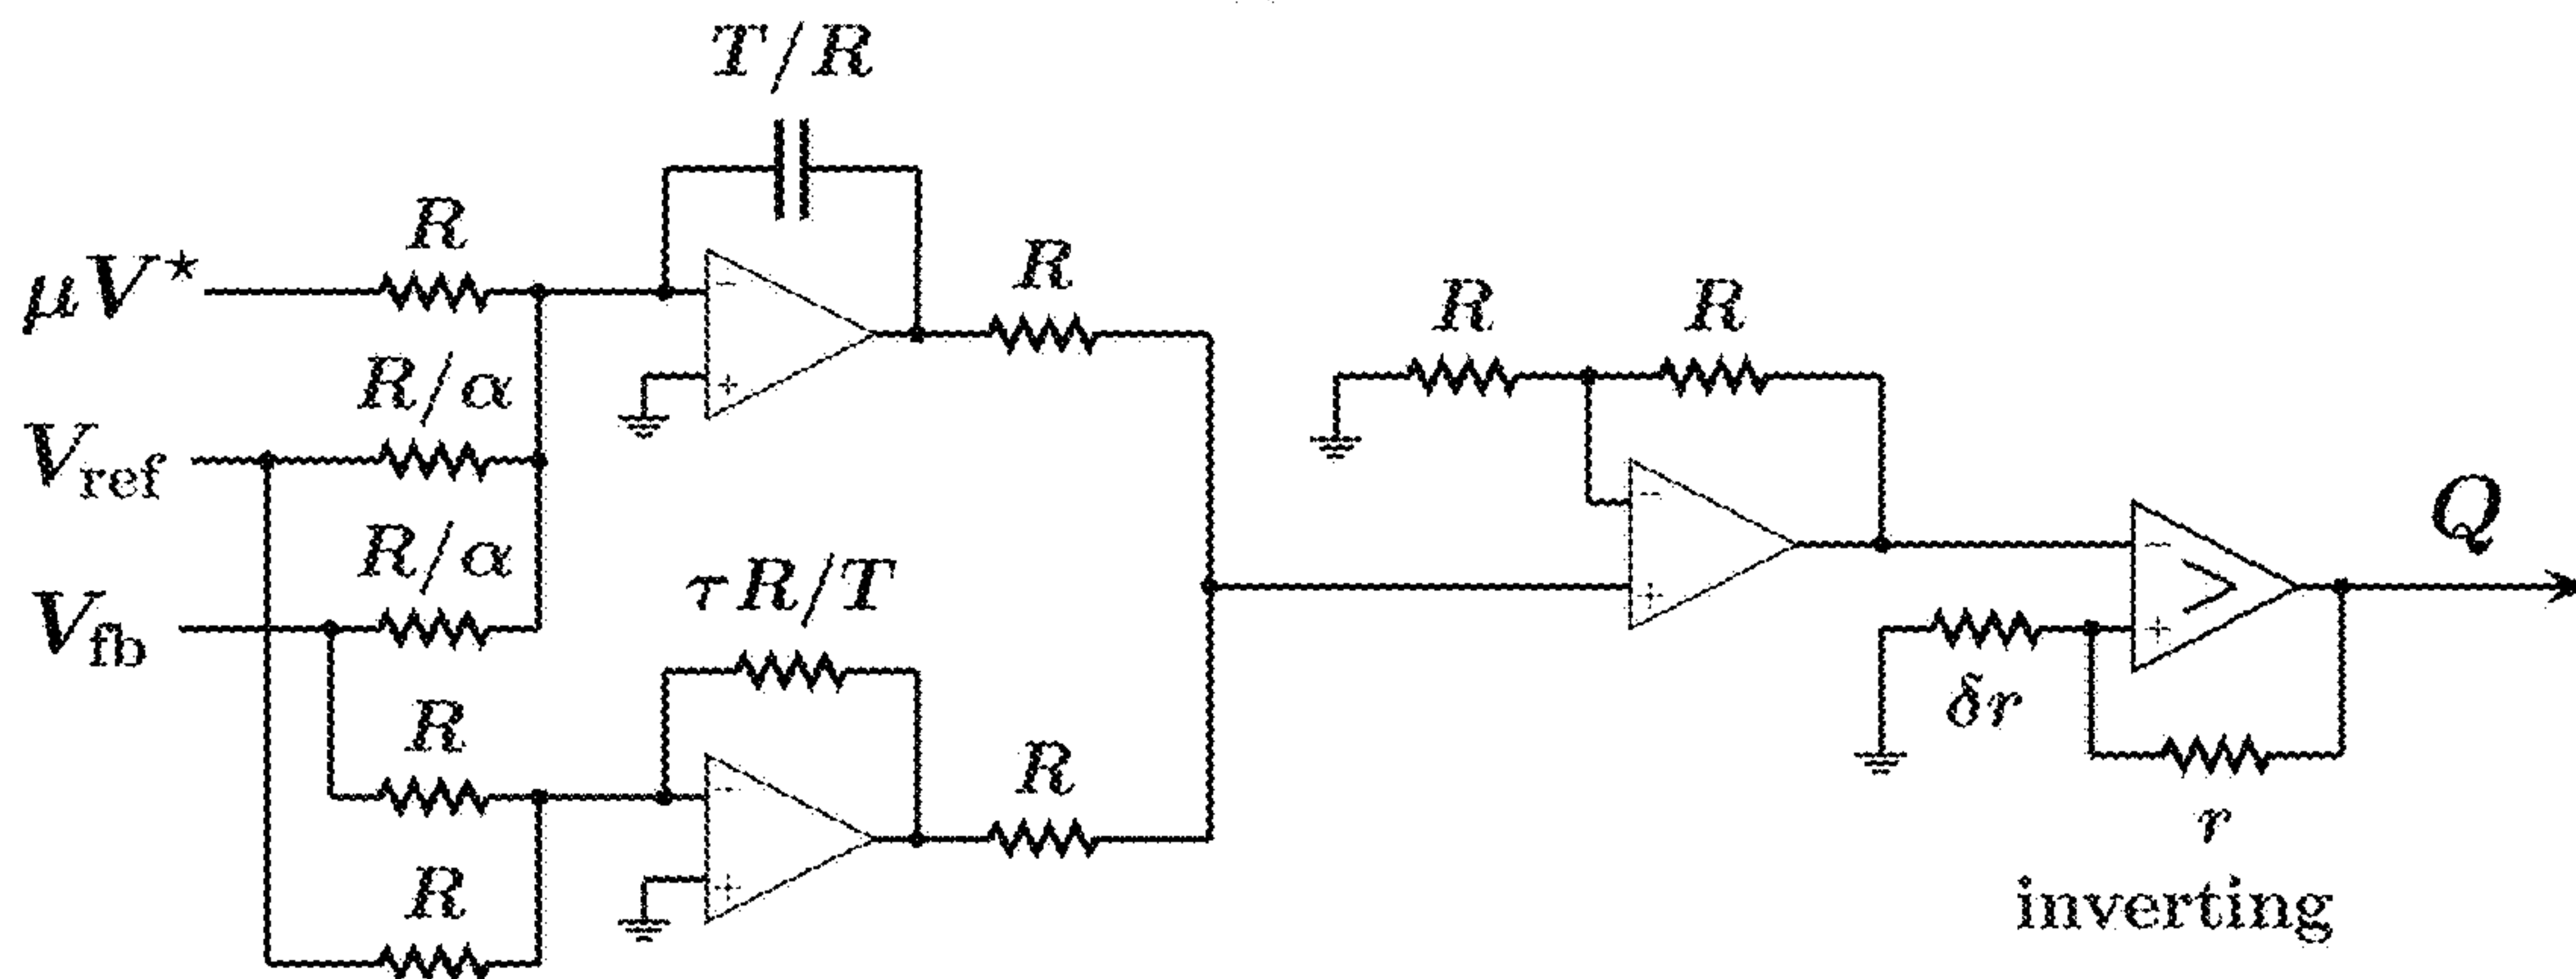 T/R
R
μV*
R
R/α
V_ref
R/α
V_fb
τR/T
R
R
R
R
R
-
+
-
+
-
+
-
+
>
Q
δr
r
inverting